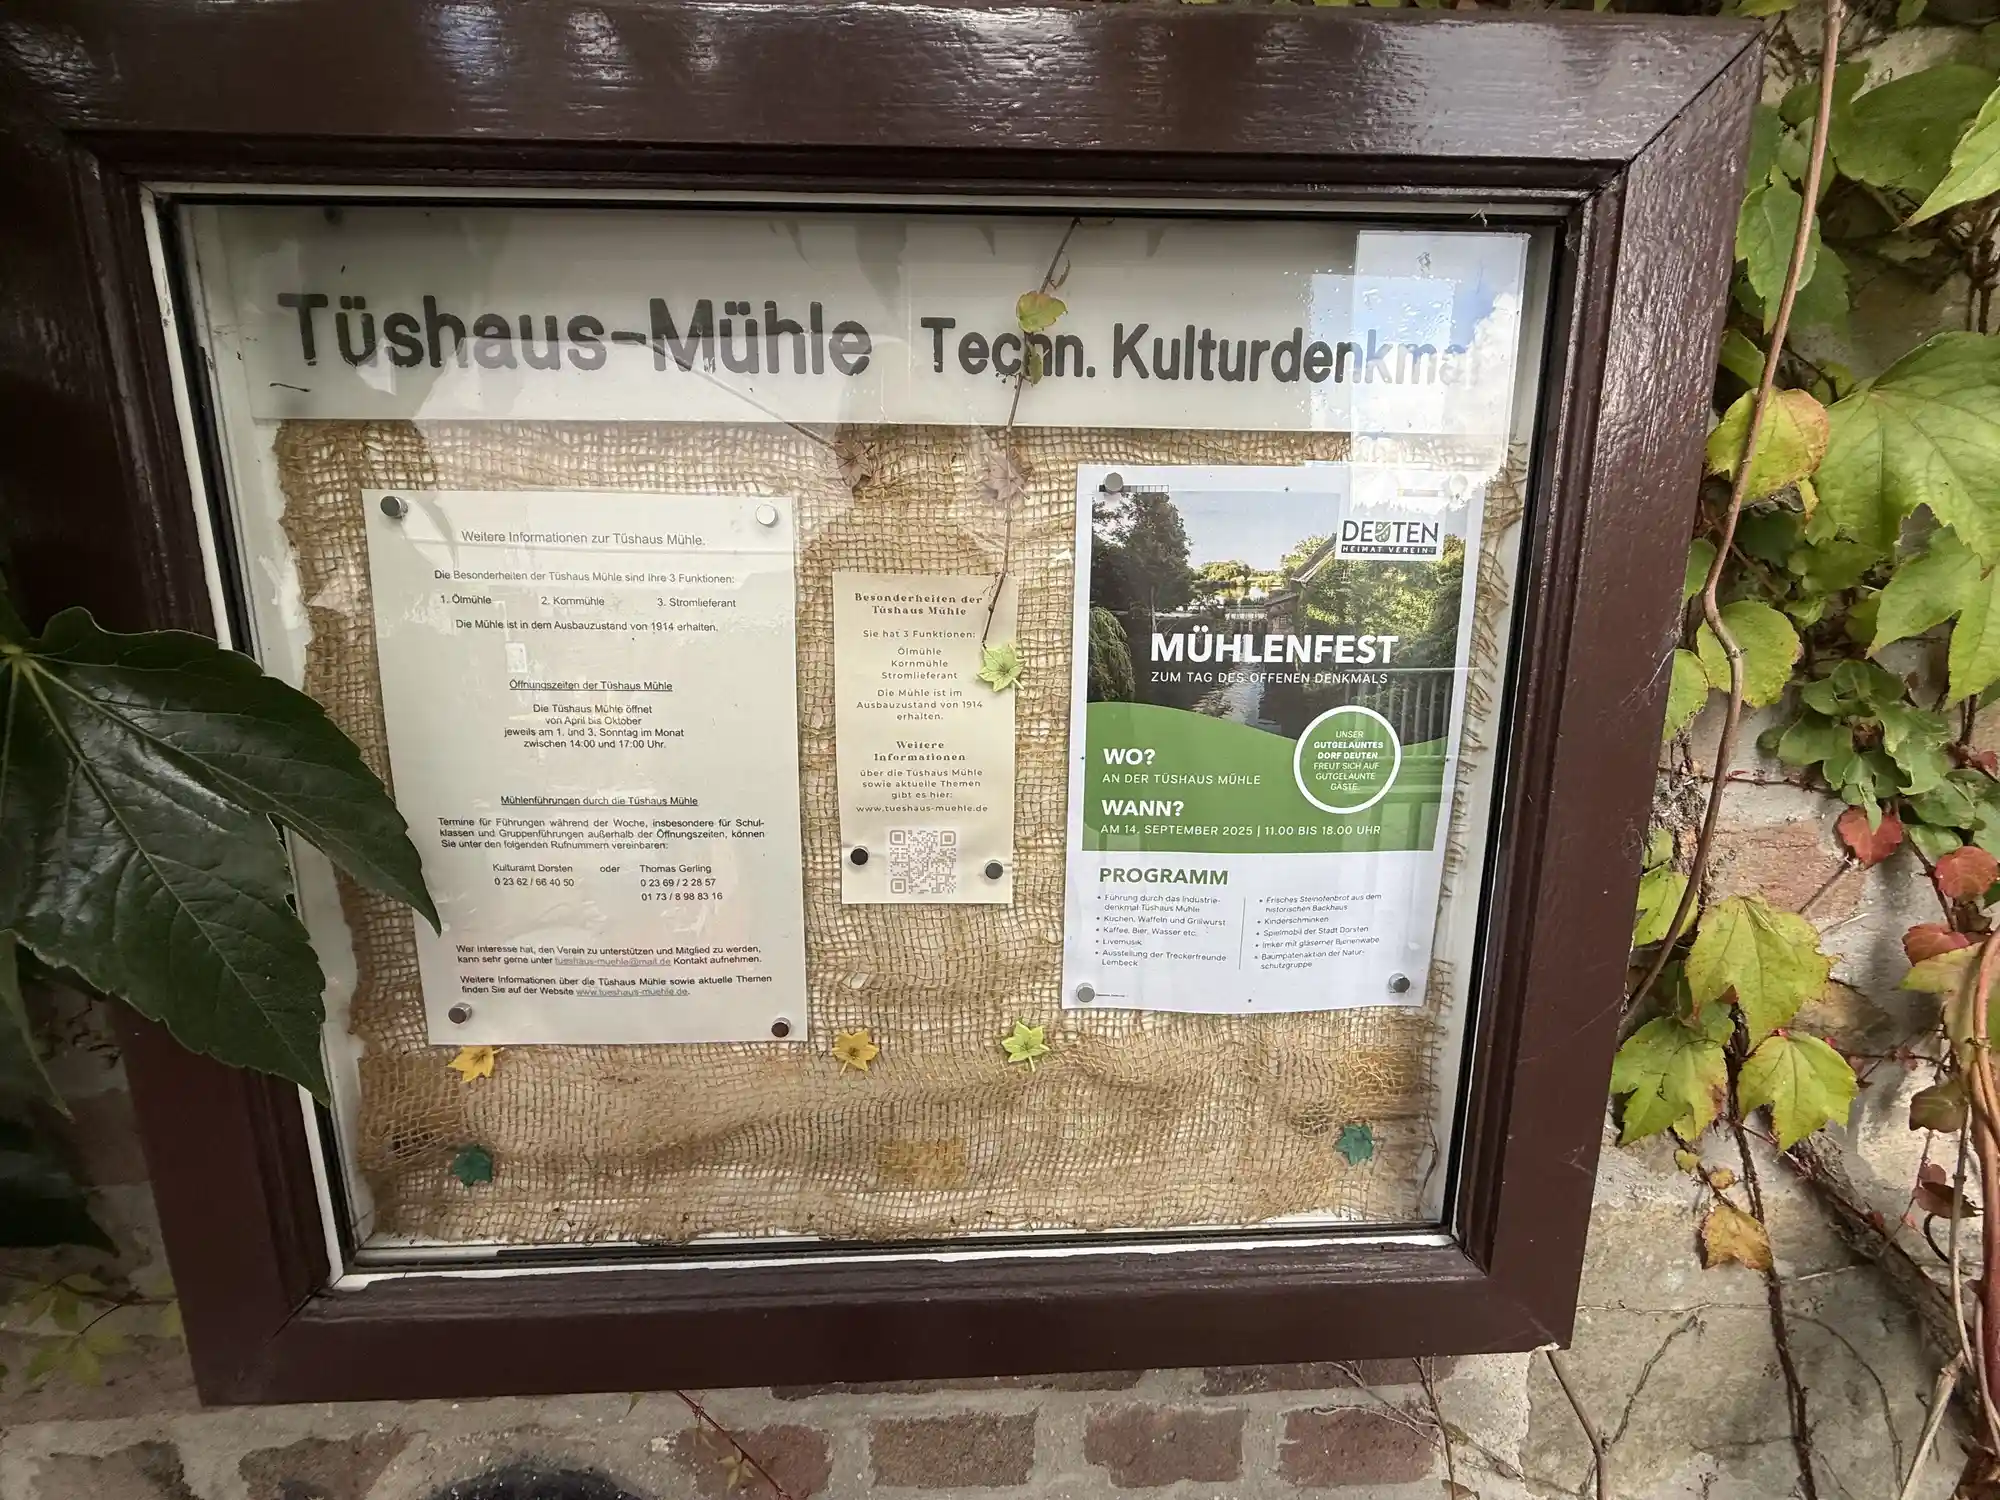 Tüshaus-Mühle Techn. Kulturdenkmal
Weitere Informationen zur Tüshaus Mühle.
Die Besonderheiten der Tüshaus Mühle sind Ihre 3 Funktionen:
1. Ölmühle 2. Kornmühle 3. Stromlieferant
Die Mühle ist in dem Ausbauzustand von 1914 erhalten.
Öffnungszeiten der Tüshaus Mühle
Die Tüshaus Mühle öffnet
von April bis Oktober
jeweils am 1. und 3. Sonntag im Monat
zwischen 14:00 und 17:00 Uhr.
Mühlenführungen durch die Tüshaus Mühle
Termine für Führungen während der Woche, insbesondere für Schul-
klassen und Gruppenführungen außerhalb der Öffnungszeiten, können
Sie unter den folgenden Rufnummern vereinbaren:
Kulturamt Dorsten oder Thomas Gerling
0 23 62 / 66 40 50 0 23 69 / 2 28 57
01 73 / 8 98 83 16
Wer Interesse hat, den Verein zu unterstützen und Mitglied zu werden,
kann sehr gerne unter tueshaus-muehle@mail.de Kontakt aufnehmen.
Weitere Informationen über die Tüshaus Mühle sowie aktuelle Themen
finden Sie auf der Website www.tueshaus-muehle.de.
Besonderheiten der
Tüshaus Mühle
Sie hat 3 Funktionen:
Ölmühle
Kornmühle
Stromlieferant
Die Mühle ist im
Ausbauzustand von 1914
erhalten.
Weitere
Informationen
über die Tüshaus Mühle
sowie aktuelle Themen
gibt es hier:
www.tueshaus-muehle.de
DEUTEN
HEIMAT VEREIN
MÜHLENFEST
ZUM TAG DES OFFENEN DENKMALS
UNSER
GUTGELAUNTES
DORF DEUTEN
FREUT SICH AUF
GUTGELAUNTE
GÄSTE.
WO?
AN DER TÜSHAUS MÜHLE
WANN?
AM 14. SEPTEMBER 2025 | 11.00 BIS 18.00 UHR
PROGRAMM
• Führung durch das Industrie-
denkmal Tüshaus Mühle
• Kuchen, Waffeln und Grillwurst
• Kaffee, Bier, Wasser etc.
• Livemusik
• Ausstellung der Treckerfreunde
Lembeck
• Frisches Steinofenbrot aus dem
historischen Backhaus
• Kinderschminken
• Spielmobil der Stadt Dorsten
• Imker mit gläserner Bienenwabe
• Baumpatenaktion der Natur-
schutzgruppe